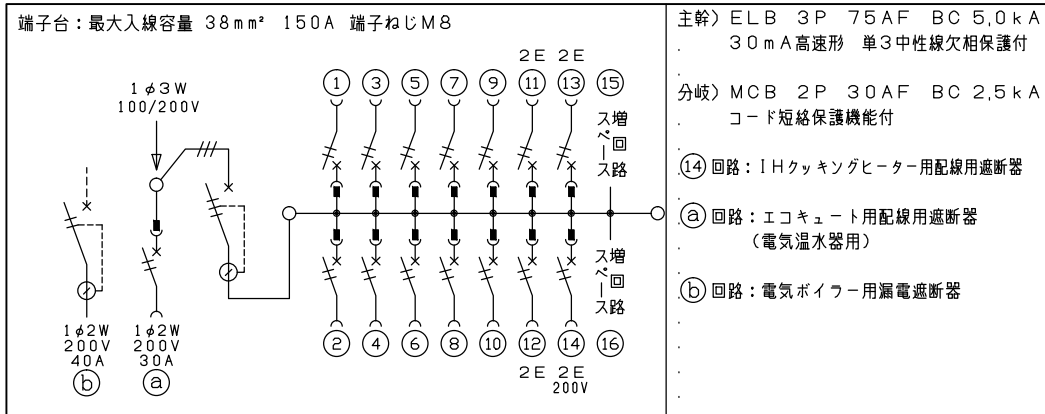 端子台：最大入線容量 38mm² 150A 端子ねじM8
2E 2E
1 3 5 7 9 11 13 15
1φ3W
100/200V
増回路
スペース
増回路
スペース
1φ2W
200V
40A
b
1φ2W
200V
30A
a
2 4 6 8 10 12 14 16
2E 2E
200V
主幹）ELB 3P 75AF BC 5,0kA
30mA高速形 単3中性線欠相保護付
分岐）MCB 2P 30AF BC 2,5kA
コード短絡保護機能付
14 回路：IHクッキングヒーター用配線用遮断器
a 回路：エコキュート用配線用遮断器
（電気温水器用）
b 回路：電気ボイラー用漏電遮断器